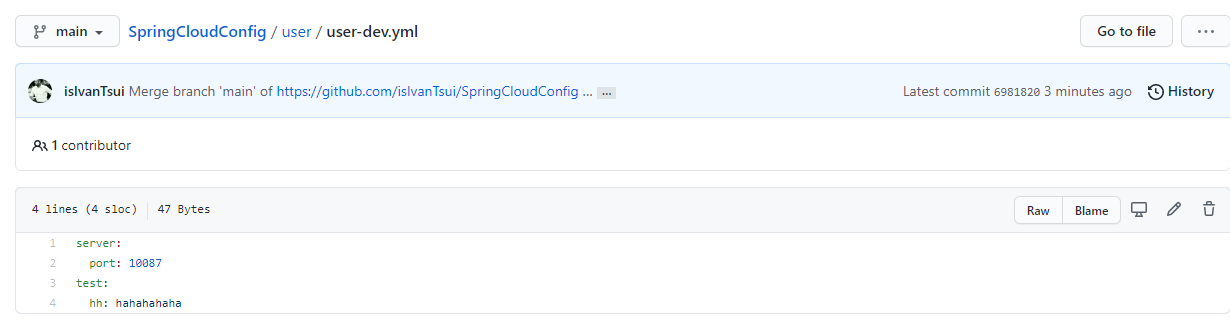 main SpringCloudConfig / user / user-dev.yml Go to file ...
isIvanTsui Merge branch 'main' of https://github.com/isIvanTsui/SpringCloudConfig ... ... Latest commit 6981820 3 minutes ago History
1 contributor
4 lines (4 sloc) 47 Bytes Raw Blame
1 server:
2 port: 10087
3 test:
4 hh: hahahahaha